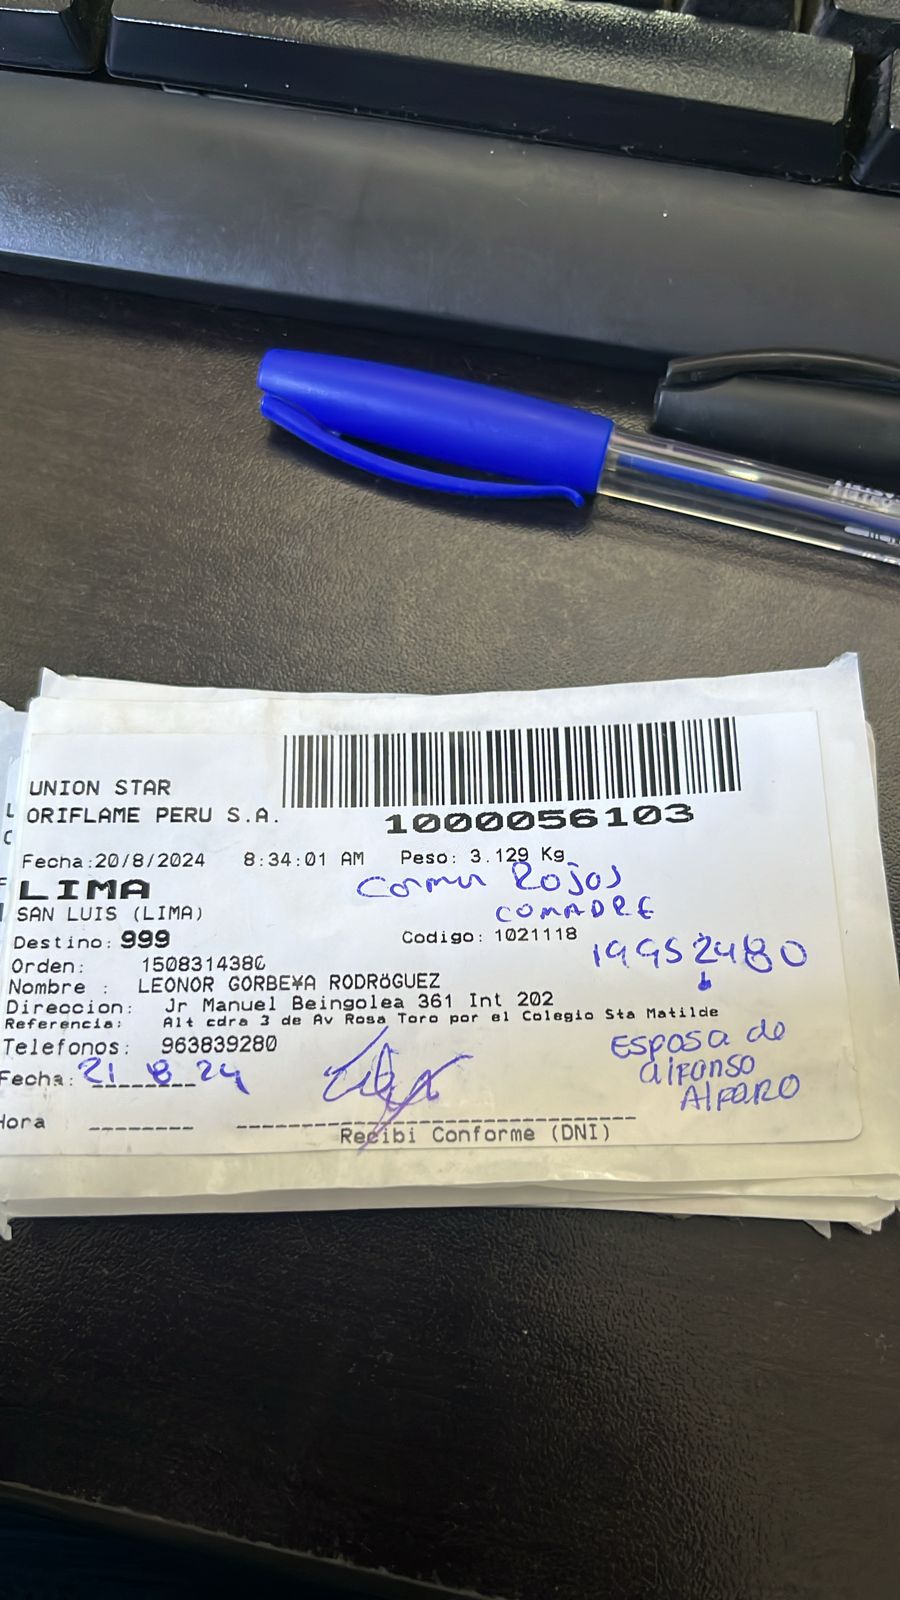 UNION STAR
ORIFLAME PERU S.A.
1000056103
Fecha:20/8/2024 8:34:01 AM Peso: 3.129 Kg
LIMA
Rojas
SAN LUIS (LIMA)
COMADRE
Destino: 999 Codigo: 1021118
19952480
Orden: 1508314380
Nombre : LEONOR GORBE¥A RODRÖGUEZ
Direccion: Jr Manuel Beingolea 361 Int 202
Referencia: Alt cdra 3 de Av Rosa Toro por el Colegio Sta Matilde
Telefonos: 963839280
Esposa de
alfonso
AlfARO
Fecha: 21 8 24
Hora
Recibi Conforme (DNI)